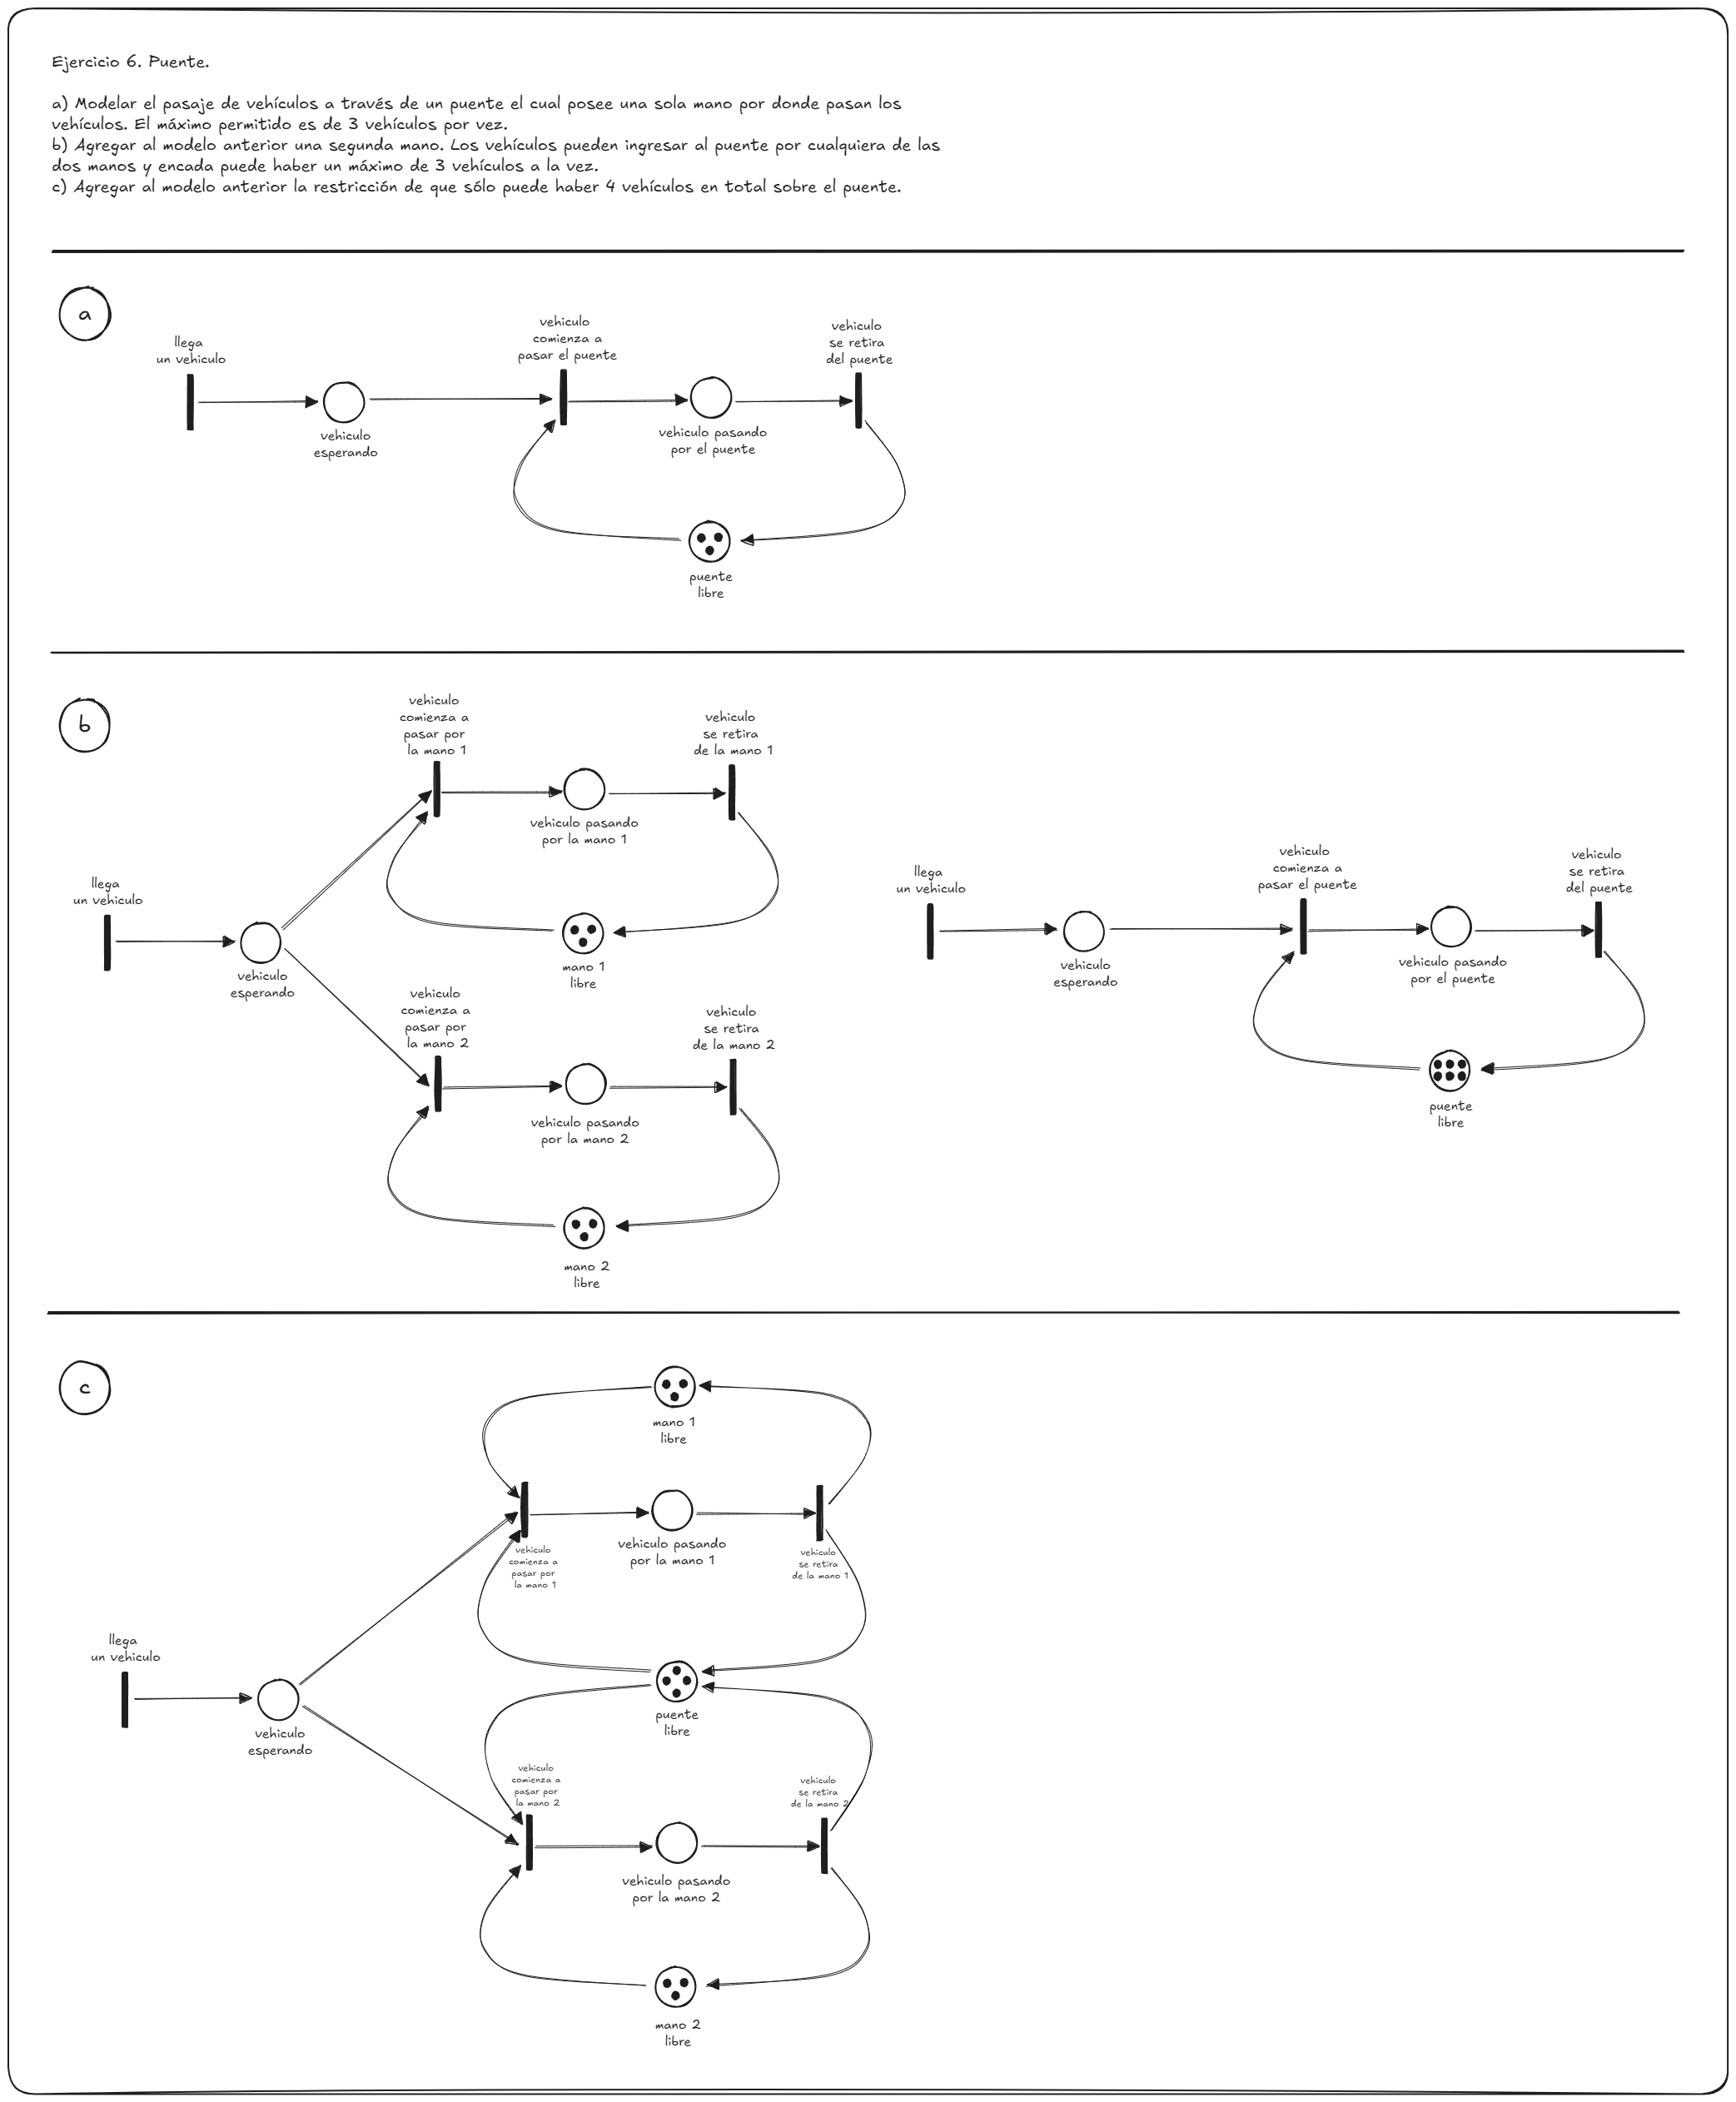 Ejercicio 6. Puente.
a) Modelar el pasaje de vehículos a través de un puente el cual posee una sola mano por donde pasan los
vehículos. El máximo permitido es de 3 vehículos por vez.
b) Agregar al modelo anterior una segunda mano. Los vehículos pueden ingresar al puente por cualquiera de las
dos manos y encada puede haber un máximo de 3 vehículos a la vez.
c) Agregar al modelo anterior la restricción de que sólo puede haber 4 vehículos en total sobre el puente.
a
llega
un vehiculo
vehiculo
esperando
vehiculo
comienza a
pasar el puente
vehiculo pasando
por el puente
vehiculo
se retira
del puente
puente
libre
b
llega
un vehiculo
vehiculo
esperando
vehiculo
comienza a
pasar por
la mano 1
vehiculo pasando
por la mano 1
vehiculo
se retira
de la mano 1
mano 1
libre
vehiculo
comienza a
pasar por
la mano 2
vehiculo pasando
por la mano 2
vehiculo
se retira
de la mano 2
mano 2
libre
llega
un vehiculo
vehiculo
esperando
vehiculo
comienza a
pasar el puente
vehiculo pasando
por el puente
vehiculo
se retira
del puente
puente
libre
c
mano 1
libre
vehiculo
comienza a
pasar por
la mano 1
vehiculo pasando
por la mano 1
vehiculo
se retira
de la mano 1
llega
un vehiculo
vehiculo
esperando
puente
libre
vehiculo
comienza a
pasar por
la mano 2
vehiculo pasando
por la mano 2
vehiculo
se retira
de la mano 2
mano 2
libre